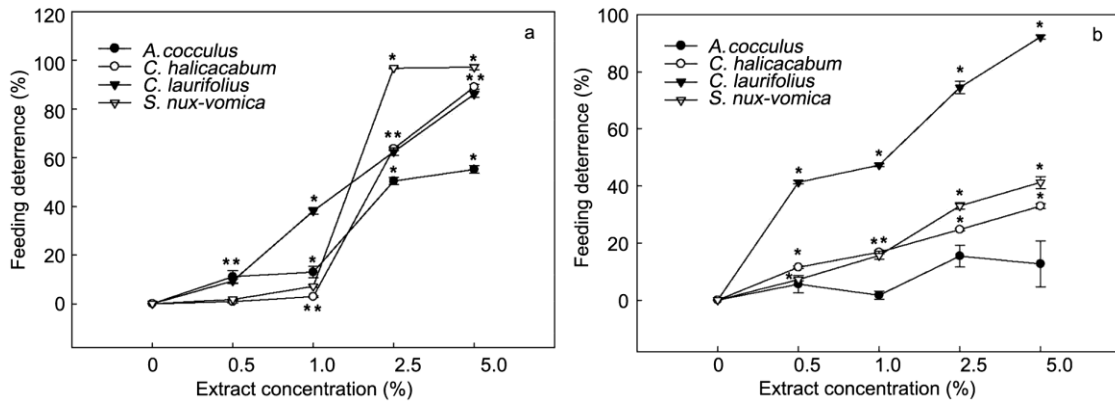 a
A. cocculus
C. halicacabum
C. laurifolius
S. nux-vomica
Feeding deterrence (%)
120
100
80
60
40
20
0
* *
* *
* *
* *
* *
* *
*
*
0 0.5 1.0 2.5 5.0
Extract concentration (%)
b
A. cocculus
C. halicacabum
C. laurifolius
S. nux-vomica
Feeding deterrence (%)
100
80
60
40
20
0
*
*
*
*
*
*
*
*
*
* *
*
0 0.5 1.0 2.5 5.0
Extract concentration (%)